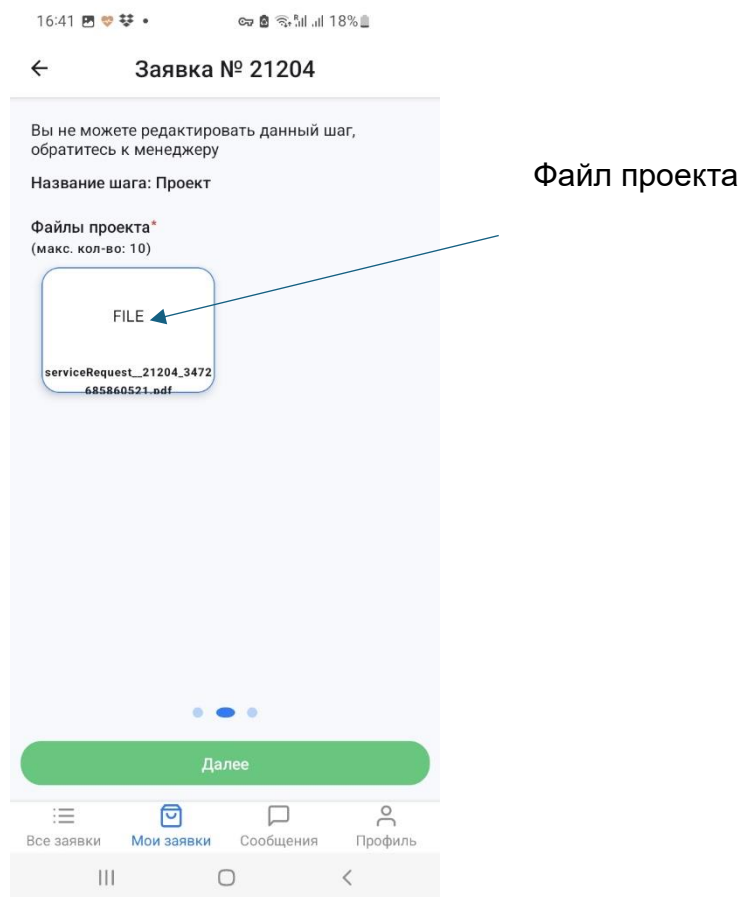 16:41
R
18%
Заявка № 21204
Вы не можете редактировать данный шаг,
обратитесь к менеджеру
Название шага: Проект
Файл проекта
Файлы проекта*
(макс. кол-во: 10)
FILE
serviceRequest__21204_3472
685860521.pdf
Далее
Все заявки
Мои заявки
Сообщения
Профиль